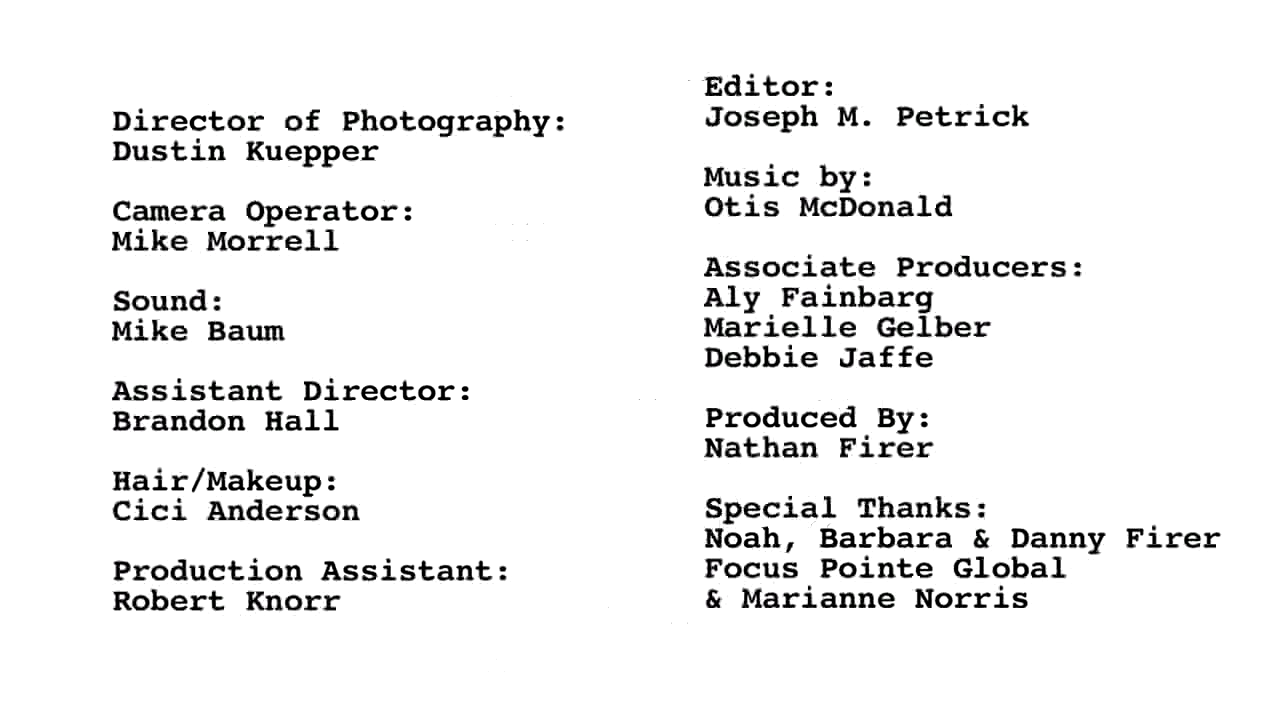 Director of Photography:
Dustin Kuepper
Camera Operator:
Mike Morrell
Sound:
Mike Baum
Assistant Director:
Brandon Hall
Hair/Makeup:
Cici Anderson
Production Assistant:
Robert Knorr
Editor:
Joseph M. Petrick
Music by:
Otis McDonald
Associate Producers:
Aly Fainbarg
Marielle Gelber
Debbie Jaffe
Produced By:
Nathan Firer
Special Thanks:
Noah, Barbara & Danny Firer
Focus Pointe Global
& Marianne Norris